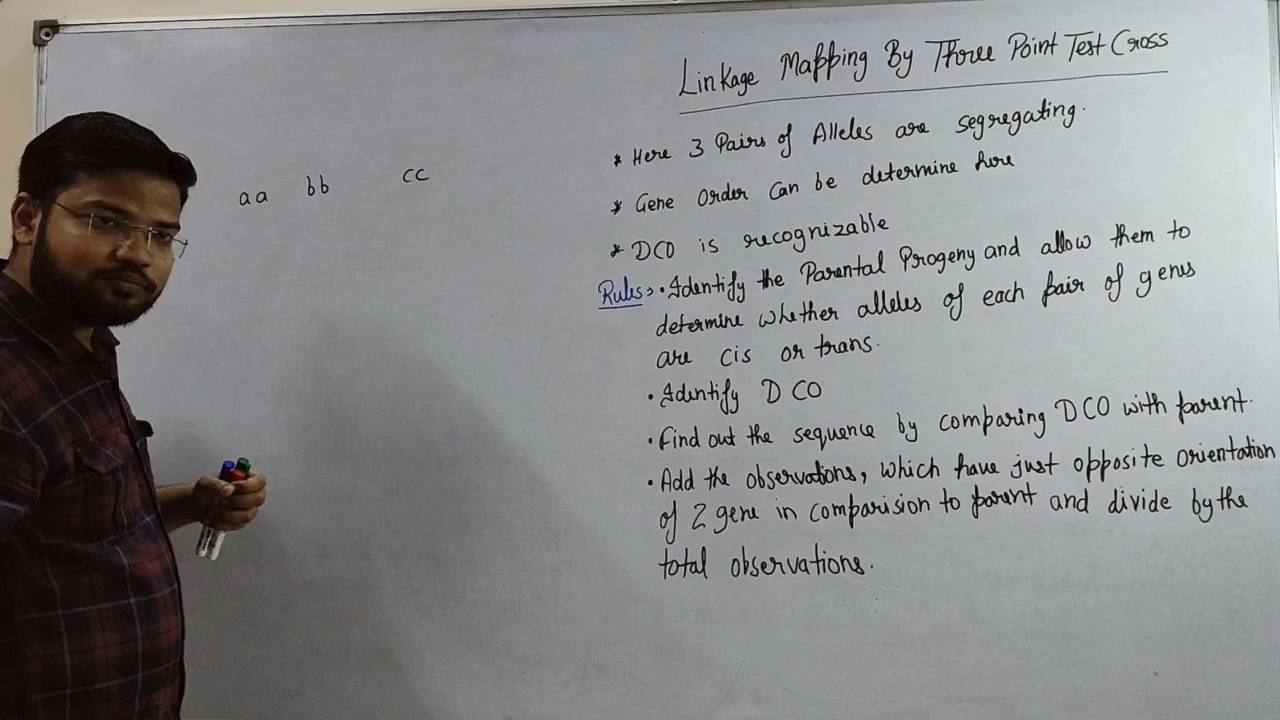 Linkage Mapping By Three Point Test Cross
aa bb cc
* Here 3 Pairs of Alleles are segregating.
* Gene Order Can be determine here
* DCO is recognizable
Rules:• Identify the Parental Progeny and allow them to
determine whether alleles of each pair of genes
are cis or trans.
• Identify DCO
• Find out the sequence by comparing DCO with parent.
• Add the observations, which have just opposite orientation
of 2 gene in comparision to parent and divide by the
total observations.